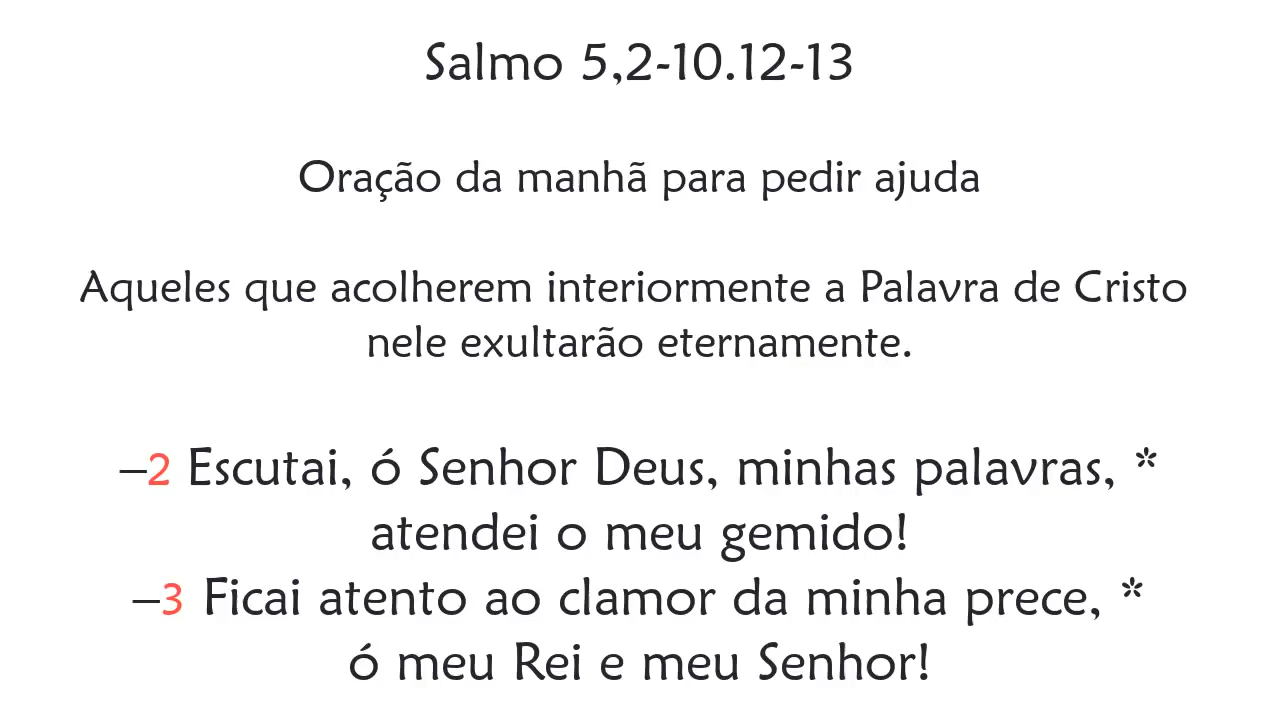 Salmo 5,2-10.12-13
Oração da manhã para pedir ajuda
Aqueles que acolherem interiormente a Palavra de Cristo
nele exultarão eternamente.
–2 Escutai, ó Senhor Deus, minhas palavras, *
atendei o meu gemido!
–3 Ficai atento ao clamor da minha prece, *
ó meu Rei e meu Senhor!